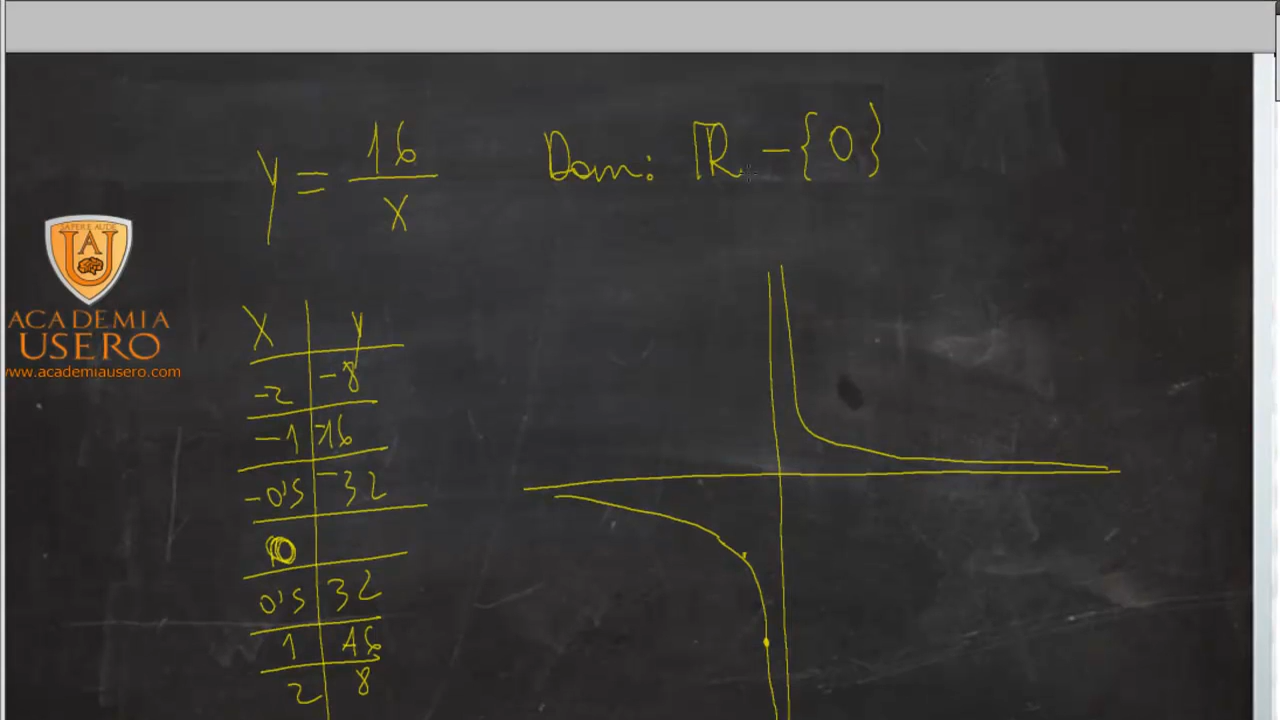 y = 16/x
Dom: ℝ - {0}
SAPERE AUDE
UA
ACADEMIA
USERO
www.academiausero.com
x y
-2 -8
-1 -16
-0'5 -32
0
0'5 32
1 16
2 8